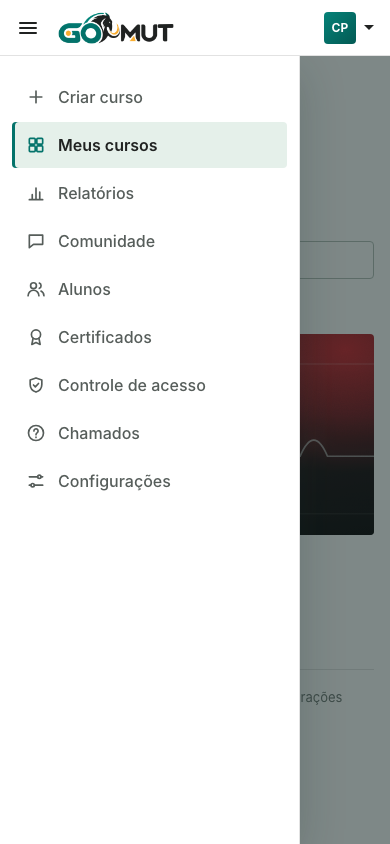 GOMUT
CP
Criar curso
Meus cursos
Relatórios
Comunidade
Alunos
Certificados
Controle de acesso
Chamados
Configurações
rações